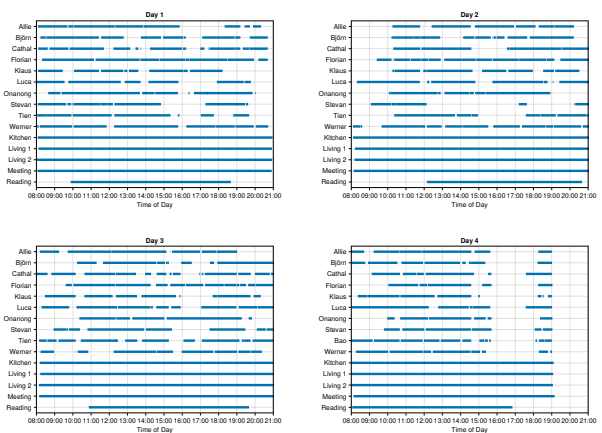 Day 1
Allie
Björn
Cathal
Florian
Klaus
Luca
Onanong
Stevan
Tien
Werner
Kitchen
Living 1
Living 2
Meeting
Reading
08:00 09:00 10:00 11:00 12:00 13:00 14:00 15:00 16:00 17:00 18:00 19:00 20:00 21:00
Time of Day
Day 2
Allie
Björn
Cathal
Florian
Klaus
Luca
Onanong
Stevan
Tien
Werner
Kitchen
Living 1
Living 2
Meeting
Reading
08:00 09:00 10:00 11:00 12:00 13:00 14:00 15:00 16:00 17:00 18:00 19:00 20:00 21:00
Time of Day
Day 3
Allie
Björn
Cathal
Florian
Klaus
Luca
Onanong
Stevan
Tien
Werner
Kitchen
Living 1
Living 2
Meeting
Reading
08:00 09:00 10:00 11:00 12:00 13:00 14:00 15:00 16:00 17:00 18:00 19:00 20:00 21:00
Time of Day
Day 4
Allie
Björn
Cathal
Florian
Klaus
Luca
Onanong
Stevan
Bao
Werner
Kitchen
Living 1
Living 2
Meeting
Reading
08:00 09:00 10:00 11:00 12:00 13:00 14:00 15:00 16:00 17:00 18:00 19:00 20:00 21:00
Time of Day